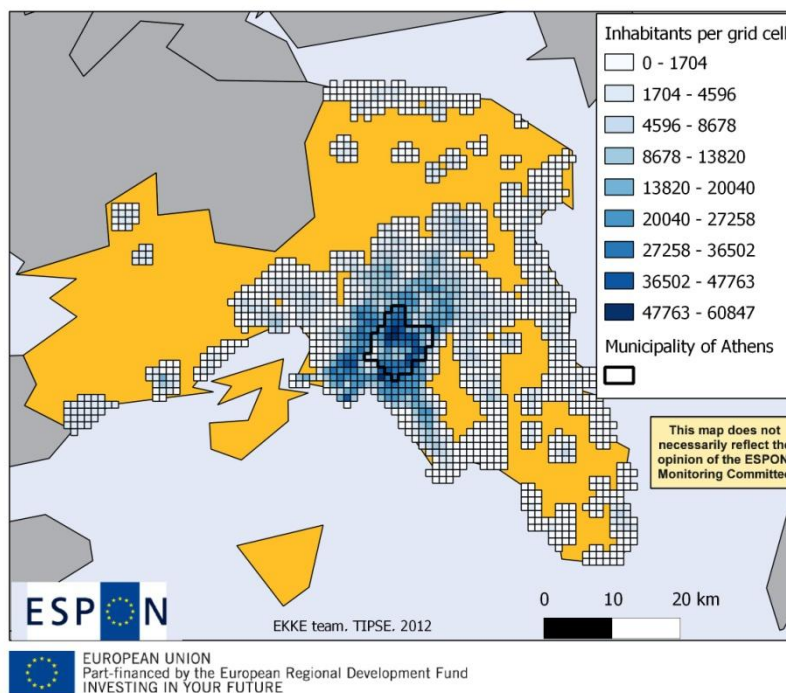 Inhabitants per grid cell
0 - 1704
1704 - 4596
4596 - 8678
8678 - 13820
13820 - 20040
20040 - 27258
27258 - 36502
36502 - 47763
47763 - 60847
Municipality of Athens
This map does not
necessarily reflect the
opinion of the ESPON
Monitoring Committee
ESPON
EKKE team. TIPSE. 2012
0 10 20 km
EUROPEAN UNION
Part-financed by the European Regional Development Fund
INVESTING IN YOUR FUTURE